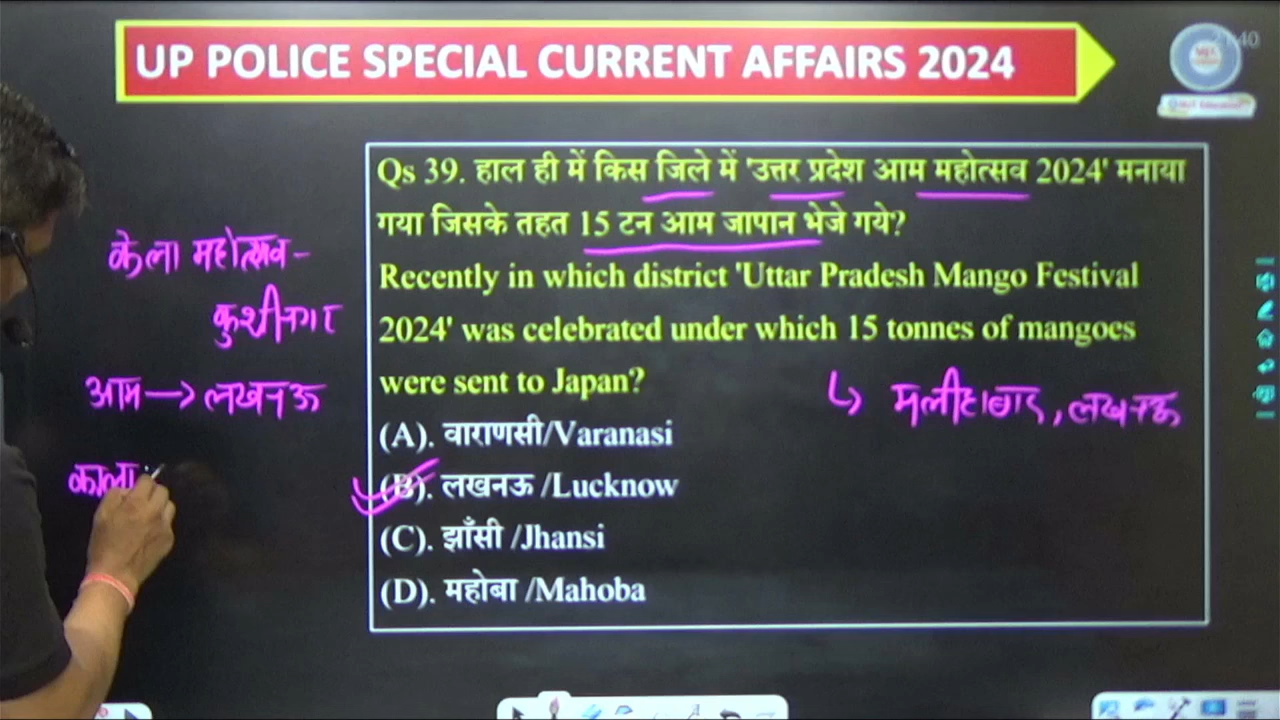 UP POLICE SPECIAL CURRENT AFFAIRS 2024
Qs 39. हाल ही में किस जिले में 'उत्तर प्रदेश आम महोत्सव 2024' मनाया
गया जिसके तहत 15 टन आम जापान भेजे गये?
Recently in which district 'Uttar Pradesh Mango Festival
2024' was celebrated under which 15 tonnes of mangoes
were sent to Japan?
(A). वाराणसी/Varanasi
(B). लखनऊ /Lucknow
(C). झाँसी /Jhansi
(D). महोबा /Mahoba
केला महोत्सव-
कुशीनगर
आम → लखनऊ
काला
↳ मलीहाबाद, लखनऊ